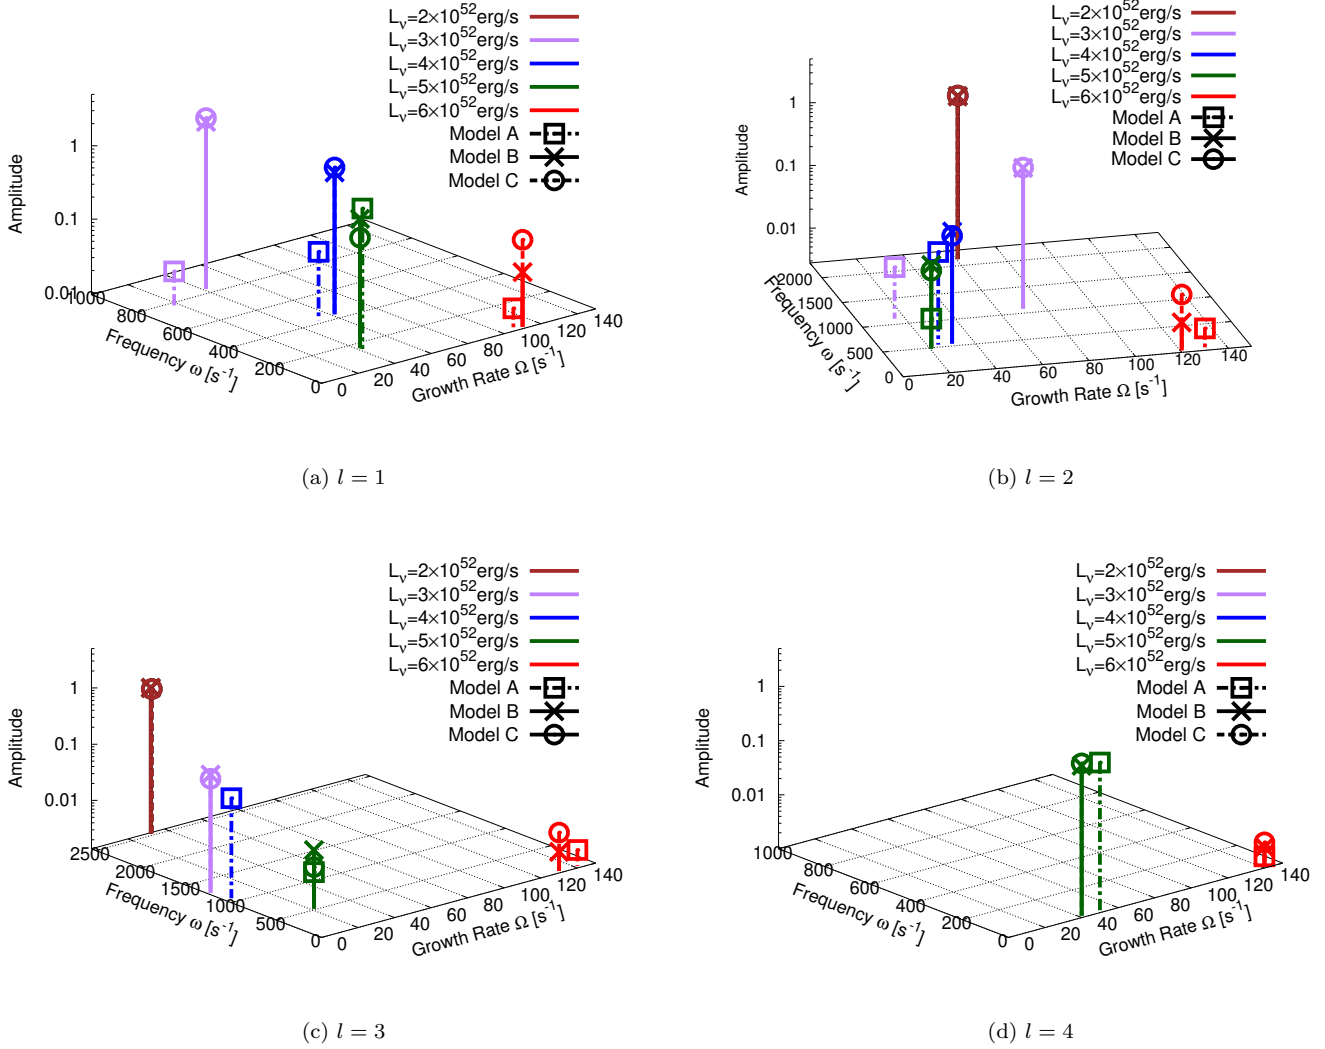 L_ν=2×10^52erg/s
L_ν=3×10^52erg/s
L_ν=4×10^52erg/s
L_ν=5×10^52erg/s
L_ν=6×10^52erg/s
Model A
Model B
Model C
Amplitude
1
0.1
0.01
1000
800
600
400
200
0
Frequency ω [s^-1]
0
20
40
60
80
100
120
140
Growth Rate Ω [s^-1]
(a) l = 1
L_ν=2×10^52erg/s
L_ν=3×10^52erg/s
L_ν=4×10^52erg/s
L_ν=5×10^52erg/s
L_ν=6×10^52erg/s
Model A
Model B
Model C
Amplitude
1
0.1
0.01
2000
1500
1000
500
0
Frequency ω [s^-1]
0
20
40
60
80
100
120
140
Growth Rate Ω [s^-1]
(b) l = 2
L_ν=2×10^52erg/s
L_ν=3×10^52erg/s
L_ν=4×10^52erg/s
L_ν=5×10^52erg/s
L_ν=6×10^52erg/s
Model A
Model B
Model C
Amplitude
1
0.1
0.01
2500
2000
1500
1000
500
0
Frequency ω [s^-1]
0
20
40
60
80
100
120
140
Growth Rate Ω [s^-1]
(c) l = 3
L_ν=2×10^52erg/s
L_ν=3×10^52erg/s
L_ν=4×10^52erg/s
L_ν=5×10^52erg/s
L_ν=6×10^52erg/s
Model A
Model B
Model C
Amplitude
1
0.1
0.01
1000
800
600
400
200
0
Frequency ω [s^-1]
0
20
40
60
80
100
120
140
Growth Rate Ω [s^-1]
(d) l = 4